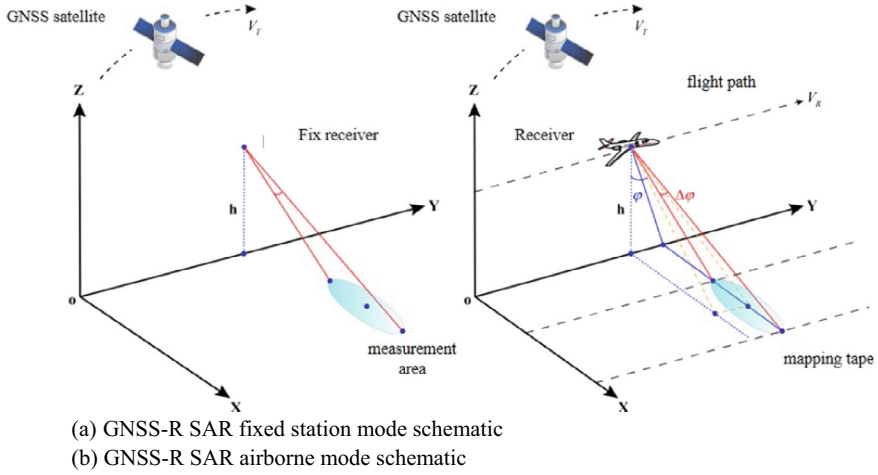 GNSS satellite
V_T
Z
Fix receiver
h
Y
o
measurement
area
X
GNSS satellite
V_T
Z
flight path
V_R
Receiver
φ
Δφ
h
Y
o
mapping tape
X
(a) GNSS-R SAR fixed station mode schematic
(b) GNSS-R SAR airborne mode schematic